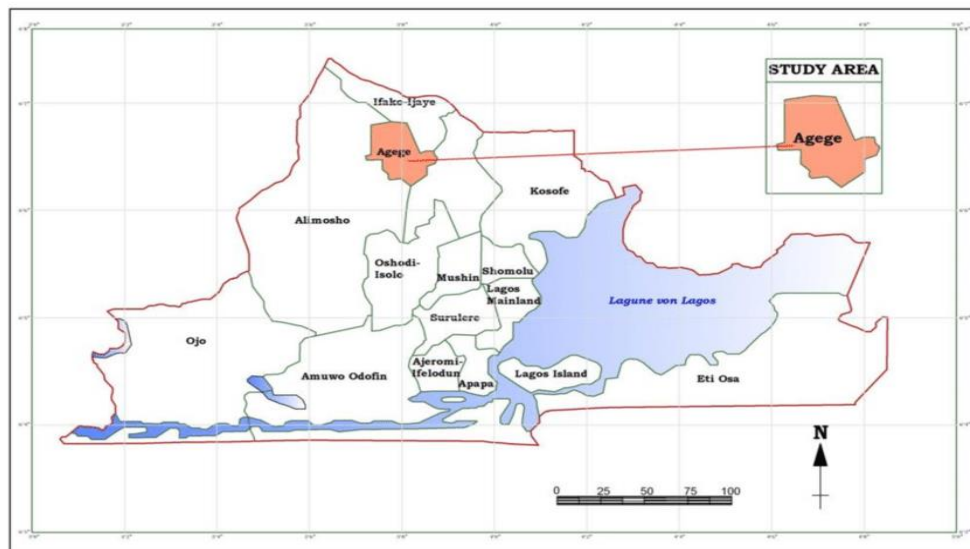 STUDY AREA
Agege
Ifako-Ijaye
Agege
Kosofe
Alimosho
Oshodi-
Isolo
Mushin
Shomolu
Lagos
Mainland
Lagune von Lagos
Surulere
Ojo
Amuwo Odofin
Ajeromi-
Ifelodun
Apapa
Lagos Island
Eti Osa
N
0 25 50 75 100